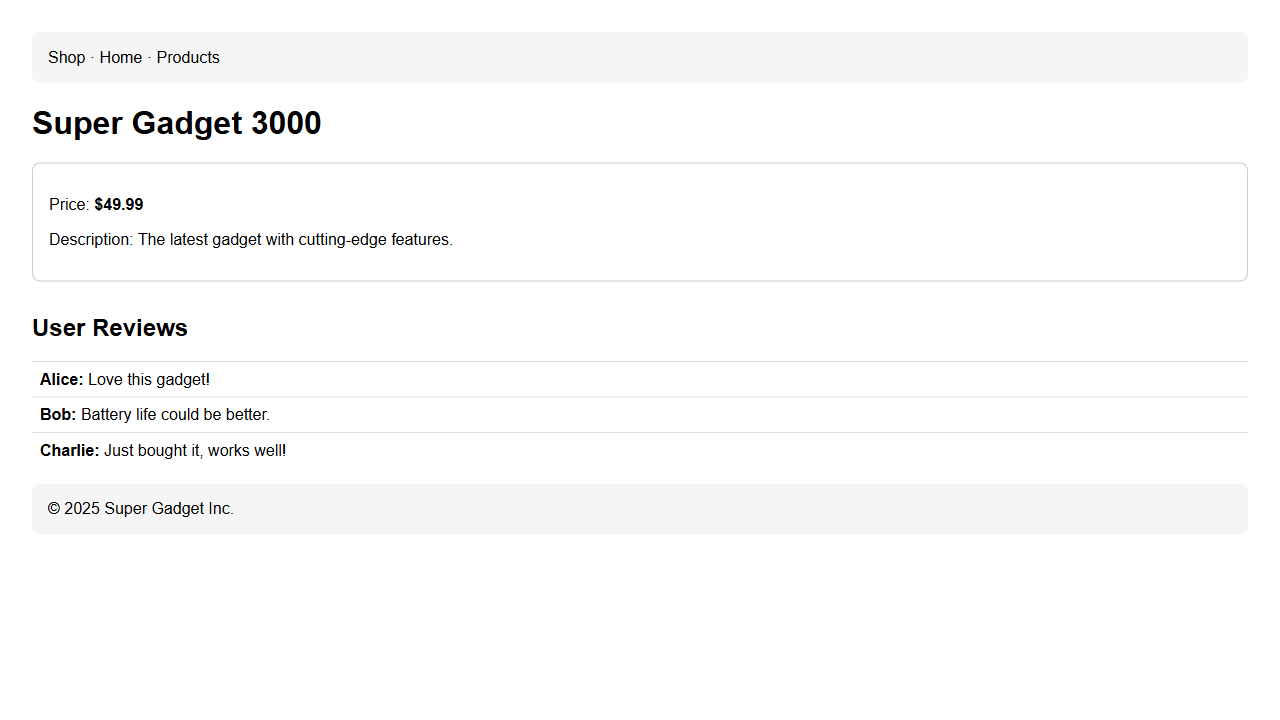 Shop · Home · Products
Super Gadget 3000
Price: $49.99
Description: The latest gadget with cutting-edge features.
User Reviews
Alice: Love this gadget!
Bob: Battery life could be better.
Charlie: Just bought it, works well!
© 2025 Super Gadget Inc.